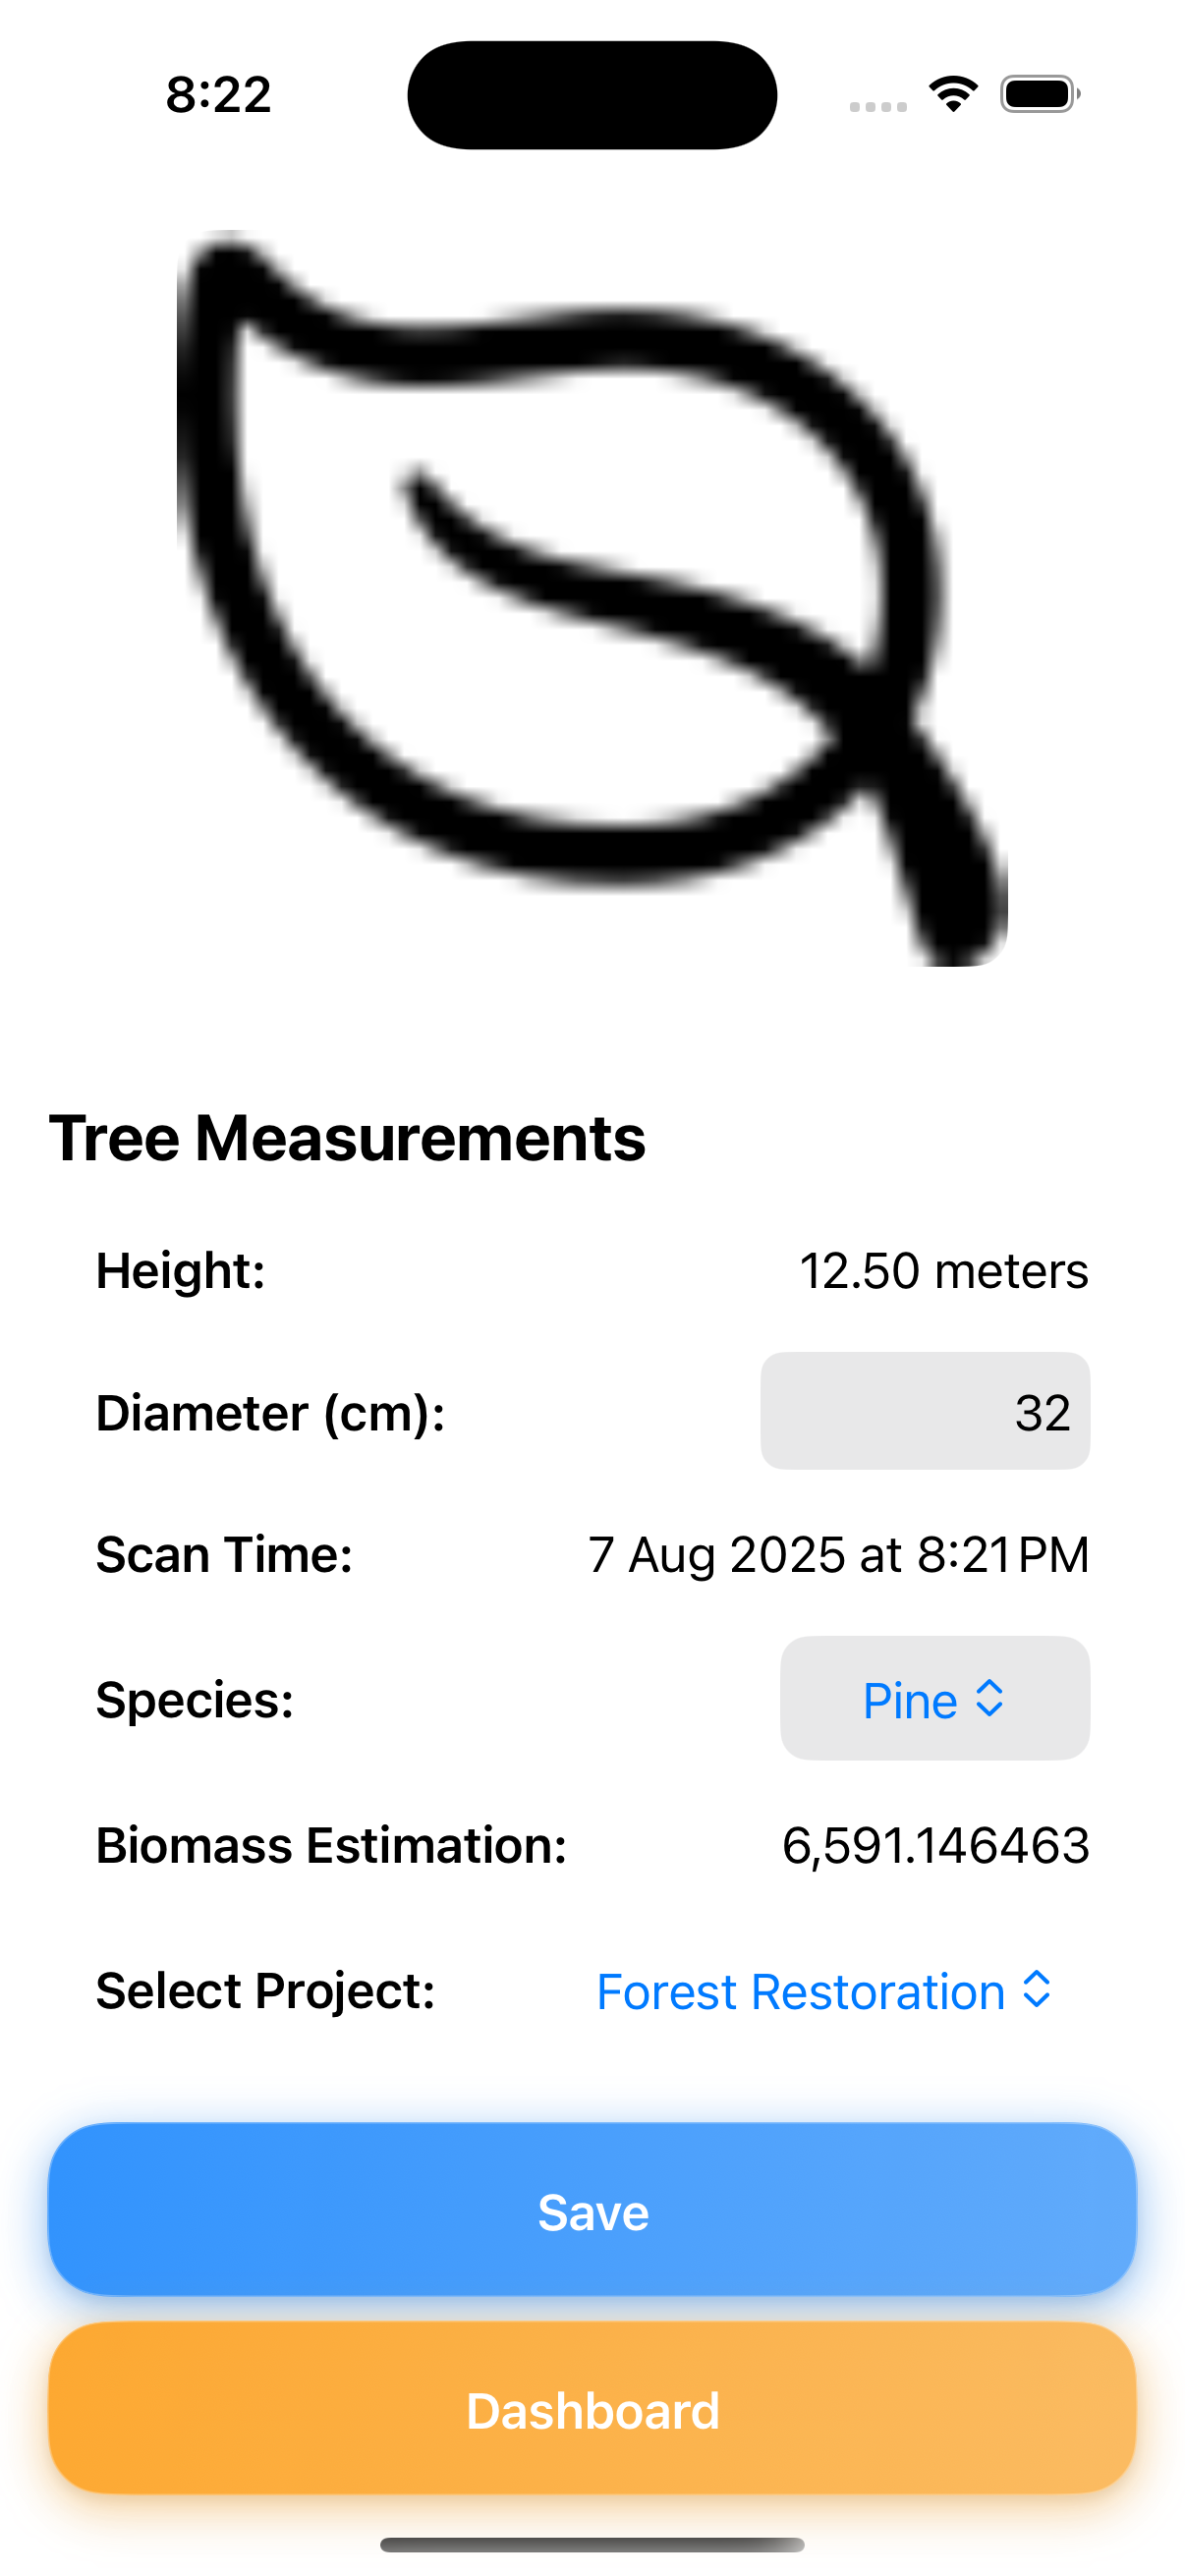 8:22
Tree Measurements
Height: 12.50 meters
Diameter (cm): 32
Scan Time: 7 Aug 2025 at 8:21 PM
Species: Pine
Biomass Estimation: 6,591.146463
Select Project: Forest Restoration
Save
Dashboard